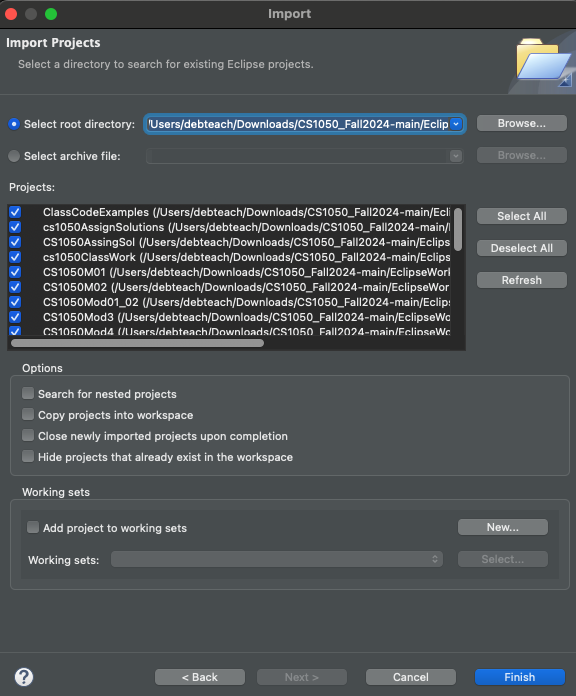 Import
Import Projects
Select a directory to search for existing Eclipse projects.
Select root directory: /Users/debteach/Downloads/CS1050_Fall2024-main/Eclip Browse...
Select archive file: Browse...
Projects:
ClassCodeExamples (/Users/debteach/Downloads/CS1050_Fall2024-main/Ecli
cs1050AssignSolutions (/Users/debteach/Downloads/CS1050_Fall2024-main/
CS1050AssingSol (/Users/debteach/Downloads/CS1050_Fall2024-main/Eclips
cs1050ClassWork (/Users/debteach/Downloads/CS1050_Fall2024-main/Eclips
CS1050M01 (/Users/debteach/Downloads/CS1050_Fall2024-main/EclipseWork
CS1050M02 (/Users/debteach/Downloads/CS1050_Fall2024-main/EclipseWor
CS1050Mod01_02 (/Users/debteach/Downloads/CS1050_Fall2024-main/Eclips
CS1050Mod3 (/Users/debteach/Downloads/CS1050_Fall2024-main/EclipseWo
CS1050Mod4 (/Users/debteach/Downloads/CS1050_Fall2024-main/EclipseWo
Select All
Deselect All
Refresh
Options
Search for nested projects
Copy projects into workspace
Close newly imported projects upon completion
Hide projects that already exist in the workspace
Working sets
Add project to working sets New...
Working sets: Select...
? < Back Next > Cancel Finish